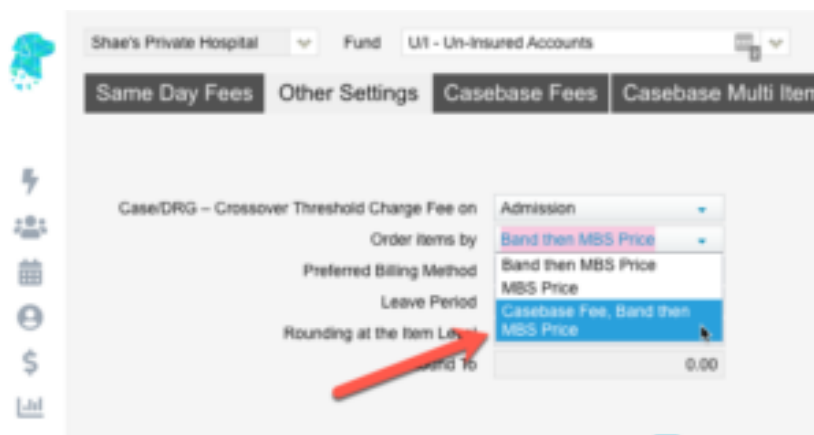 Shae's Private Hospital Fund U/I - Un-Insured Accounts
Same Day Fees Other Settings Casebase Fees Casebase Multi Item
Case/DRG – Crossover Threshold Charge Fee on Admission
Order items by Band then MBS Price
Preferred Billing Method Band then MBS Price
MBS Price
Leave Period Casebase Fee, Band then
Rounding at the Item Level MBS Price
Round To 0.00